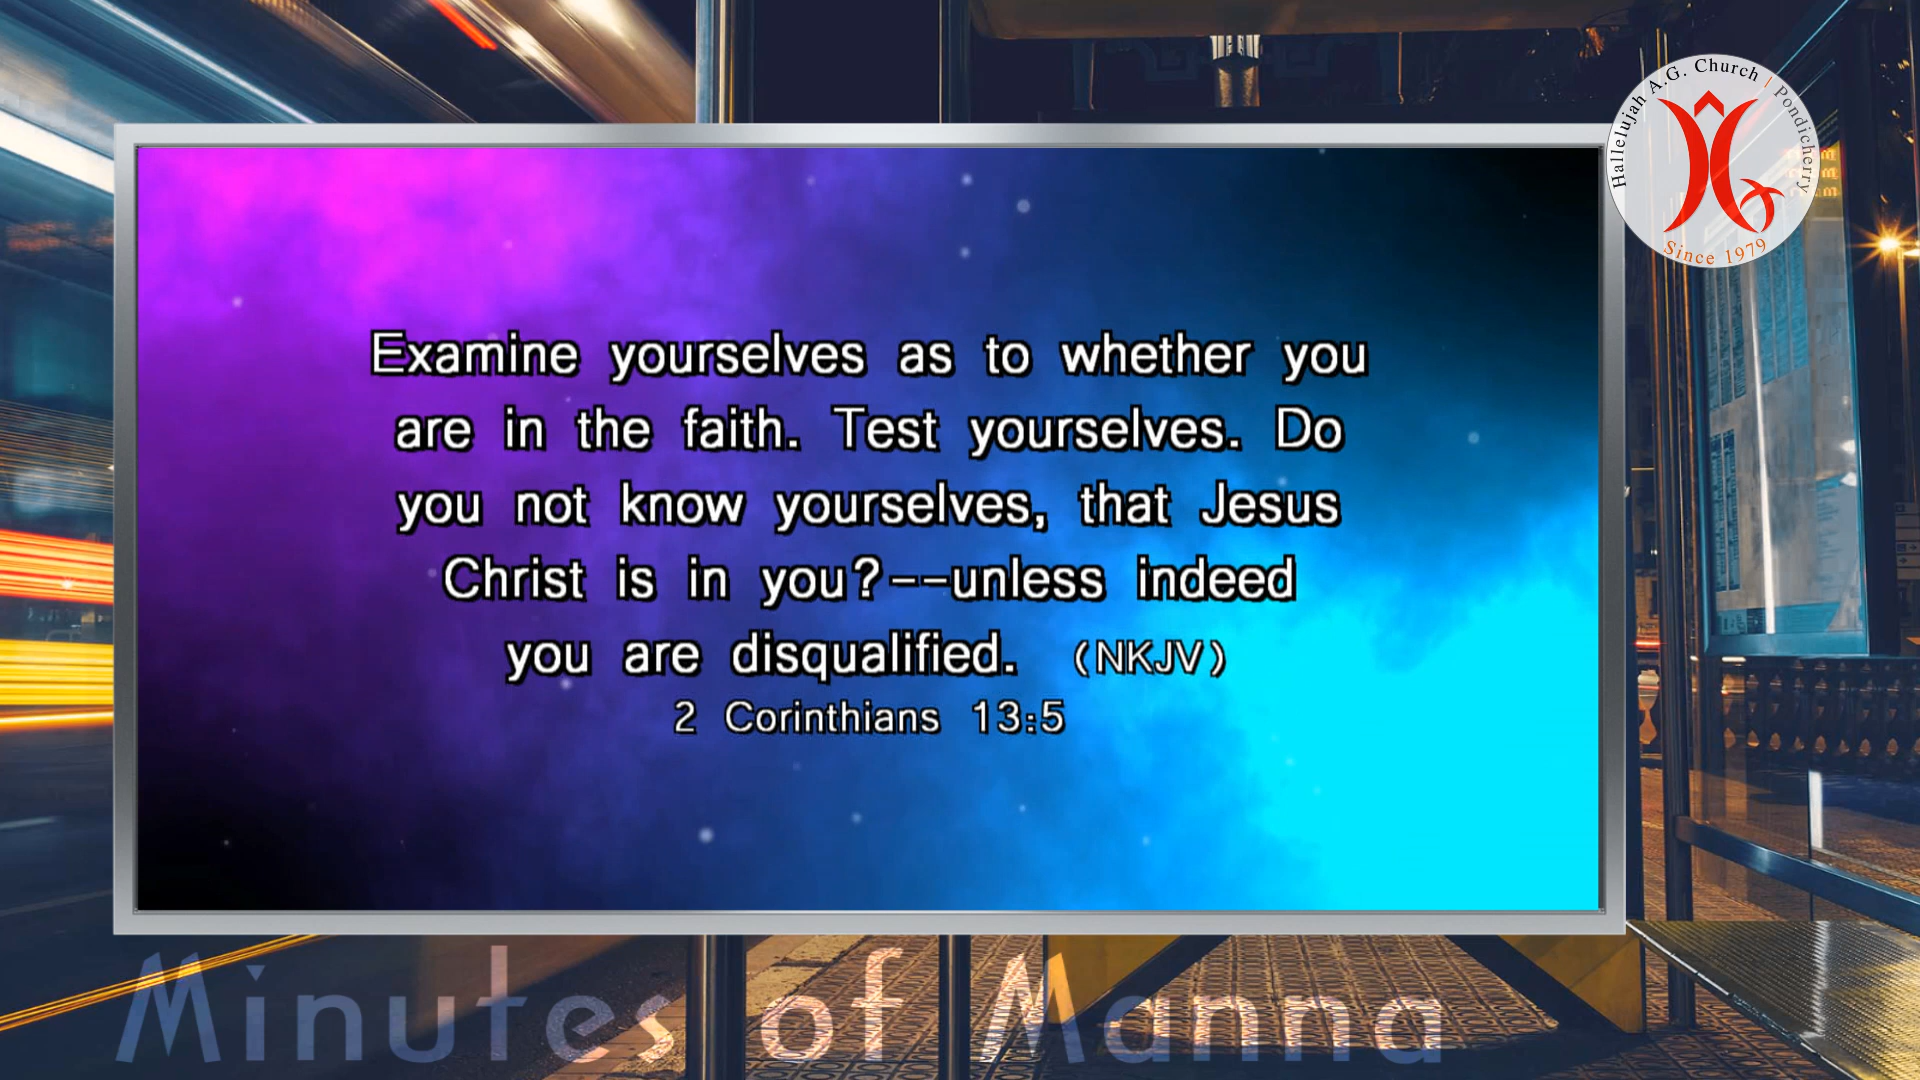 Hallelujah A.G. Church | Pondicherry
Since 1979
Examine yourselves as to whether you
are in the faith. Test yourselves. Do
you not know yourselves, that Jesus
Christ is in you?--unless indeed
you are disqualified. (NKJV)
2 Corinthians 13:5
Minutes of Manna